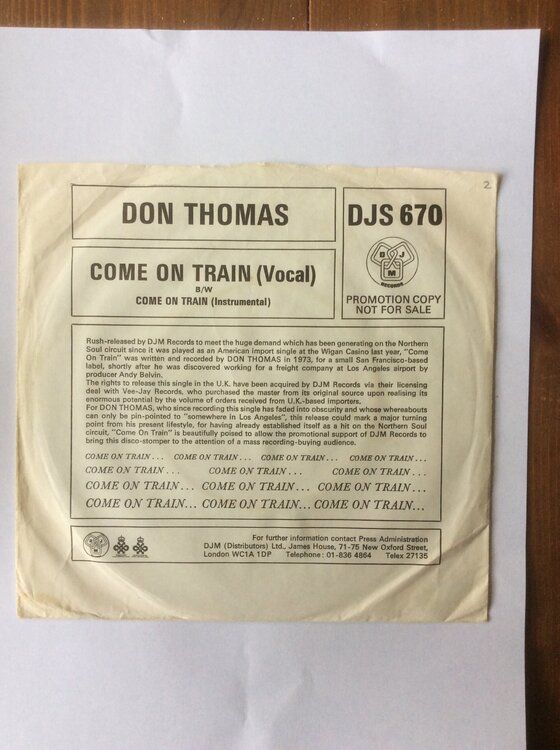 2
DON THOMAS
DJS 670
COME ON TRAIN (Vocal)
B/W
COME ON TRAIN (Instrumental)
DJM
RECORDS
PROMOTION COPY
NOT FOR SALE
Rush-released by DJM Records to meet the huge demand which has been generating on the Northern
Soul circuit since it was played as an American import single at the Wigan Casino last year, "Come
On Train" was written and recorded by DON THOMAS in 1973, for a small San Francisco-based
label, shortly after he was discovered working for a freight company at Los Angeles airport by
producer Andy Belvin.
The rights to release this single in the U.K. have been acquired by DJM Records via their licensing
deal with Vee-Jay Records, who purchased the master from its original source upon realising its
enormous potential by the volume of orders received from U.K.-based importers.
For DON THOMAS, who since recording this single has faded into obscurity and whose whereabouts
can only be pin-pointed to "somewhere in Los Angeles", this release could mark a major turning
point from his present lifestyle, for having already established itself as a hit on the Northern Soul
circuit, "Come On Train" is beautifully poised to allow the promotional support of DJM Records to
bring this disco-stomper to the attention of a mass recording-buying audience.
COME ON TRAIN... COME ON TRAIN... COME ON TRAIN... COME ON TRAIN...
COME ON TRAIN... COME ON TRAIN... COME ON TRAIN...
COME ON TRAIN... COME ON TRAIN... COME ON TRAIN...
COME ON TRAIN... COME ON TRAIN... COME ON TRAIN...
For further information contact Press Administration
DJM (Distributors) Ltd., James House, 71-75 New Oxford Street,
London WC1A 1DP Telephone: 01-836 4864 Telex 27135